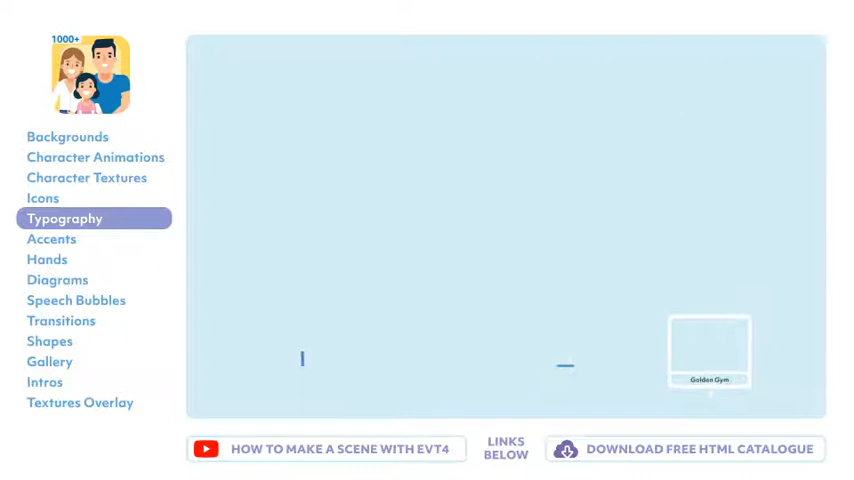 1000+
Backgrounds
Character Animations
Character Textures
Icons
Typography
Accents
Hands
Diagrams
Speech Bubbles
Transitions
Shapes
Gallery
Intros
Textures Overlay
Golden Gym
HOW TO MAKE A SCENE WITH EVT4
LINKS
BELOW
DOWNLOAD FREE HTML CATALOGUE